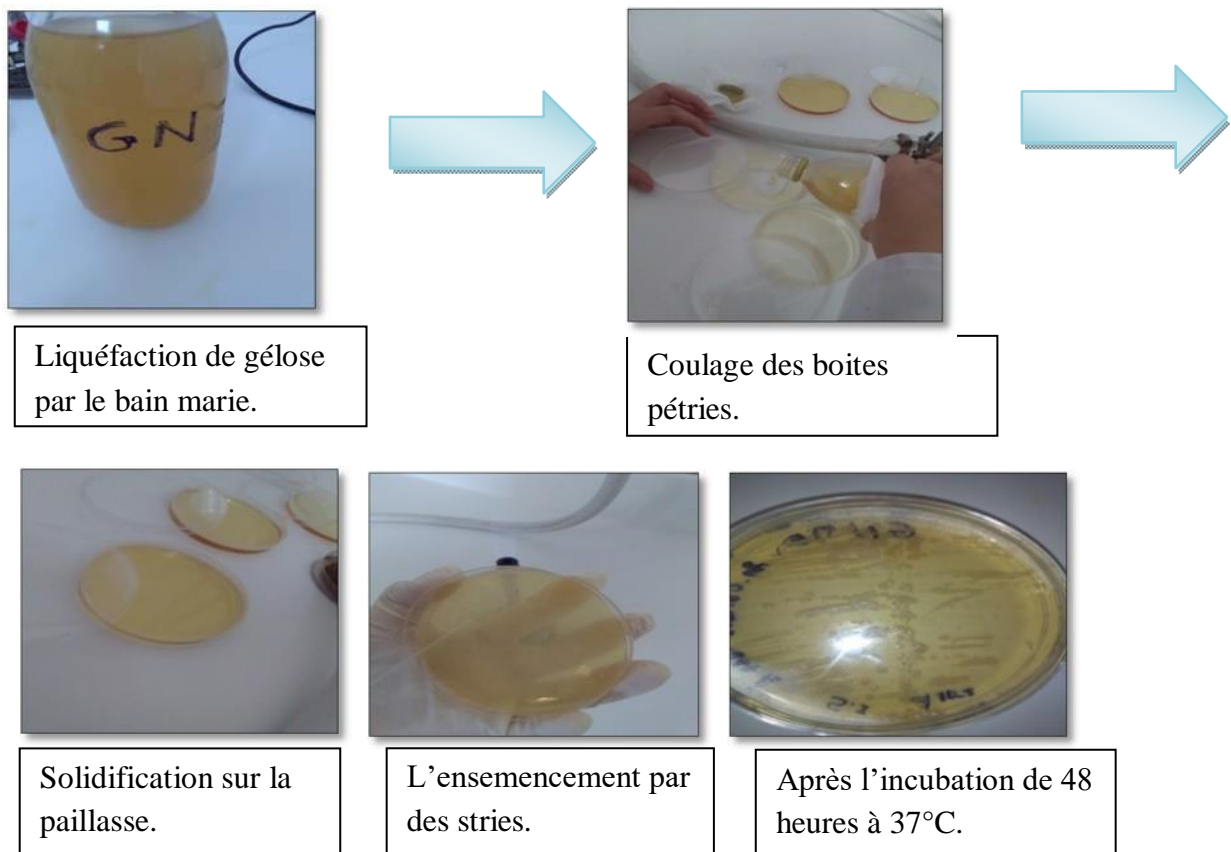 GN
Liquéfaction de gélose
par le bain marie.
Coulage des boites
pétries.
Solidification sur la
paillasse.
L’ensemencement par
des stries.
Après l’incubation de 48
heures à 37°C.